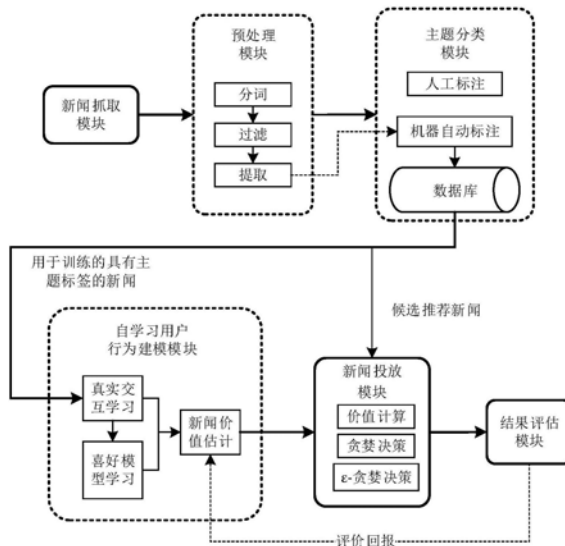 预处理
模块
分词
过滤
提取
新闻抓取
模块
主题分类
模块
人工标注
机器自动标注
数据库
用于训练的具有主
题标签的新闻
候选推荐新闻
自学习用户
行为建模模块
真实交
互学习
喜好模
型学习
新闻价
值估计
新闻投放
模块
价值计算
贪婪决策
ε-贪婪决策
结果评估
模块
评价回报